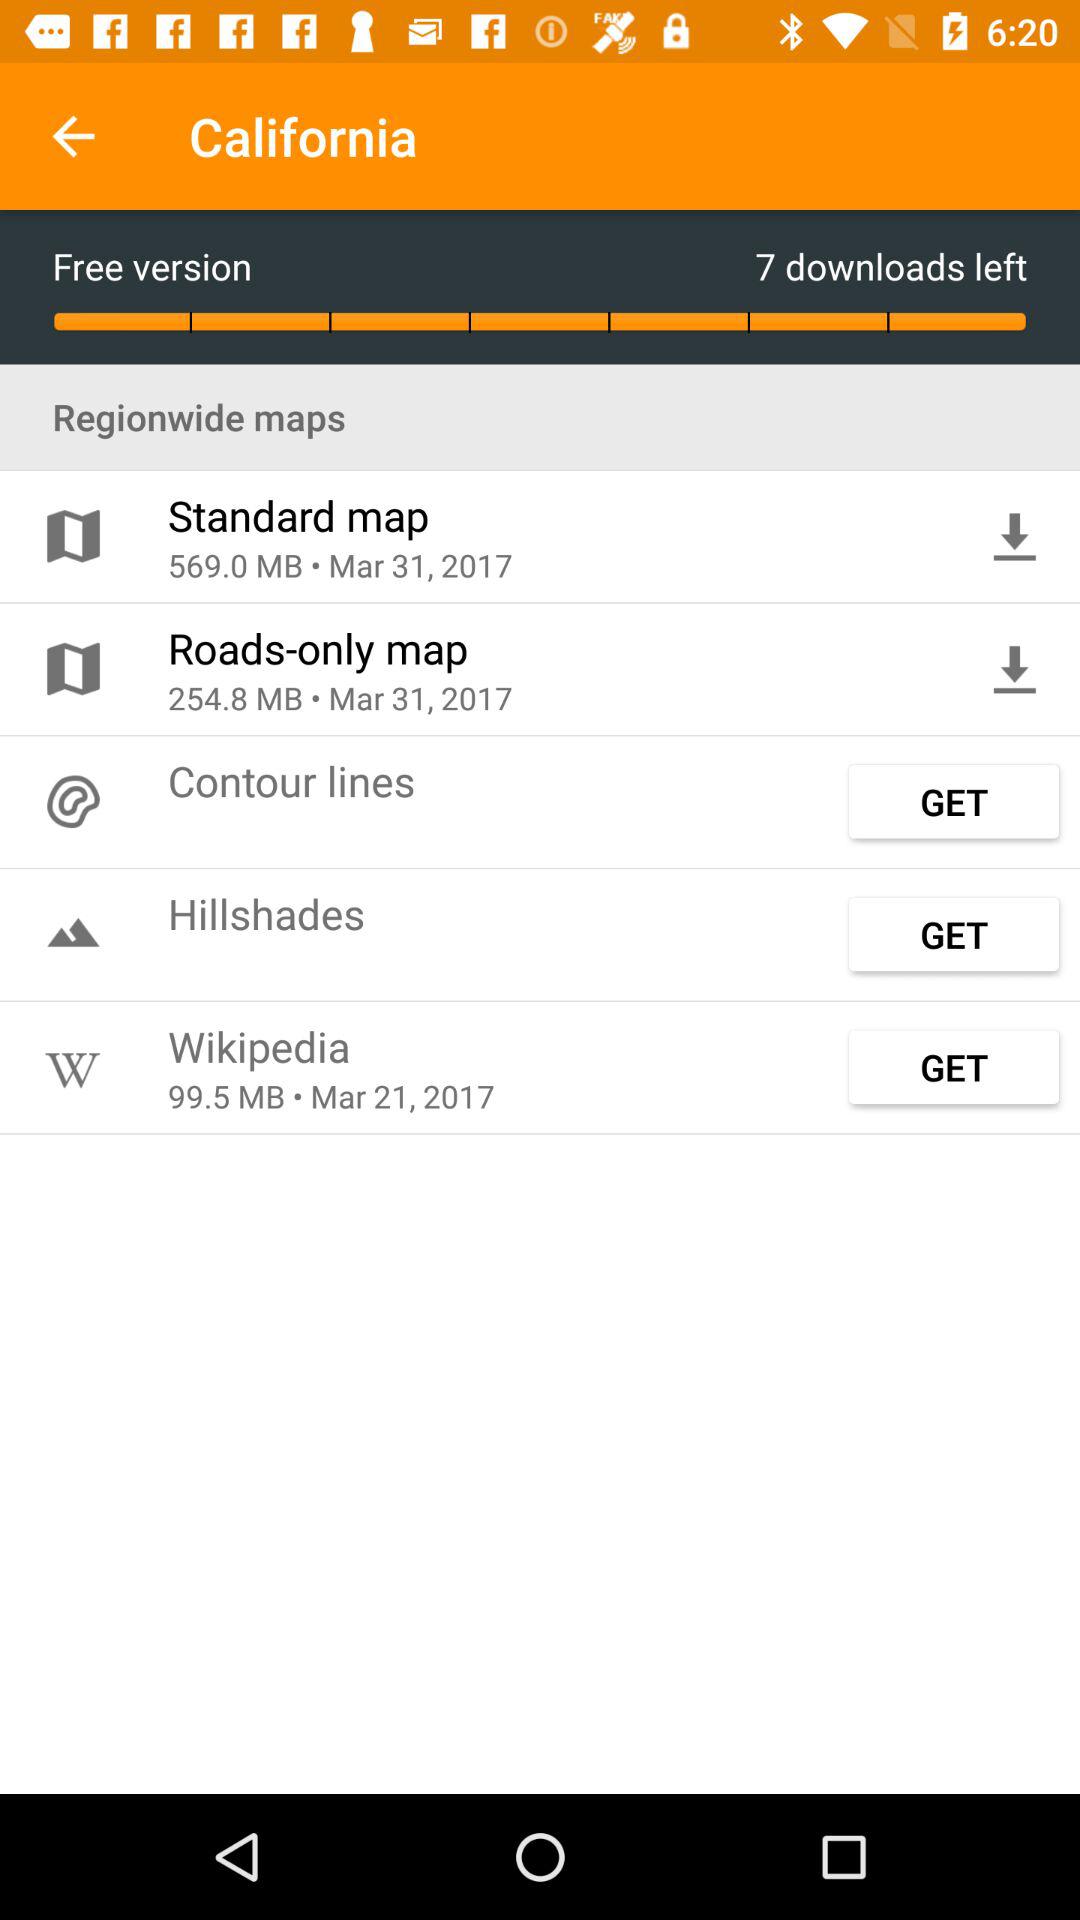 FAKE
6:20
California
Free version
7 downloads left
Regionwide maps
Standard map
569.0 MB • Mar 31, 2017
Roads-only map
254.8 MB • Mar 31, 2017
Contour lines
GET
Hillshades
GET
W
Wikipedia
99.5 MB • Mar 21, 2017
GET